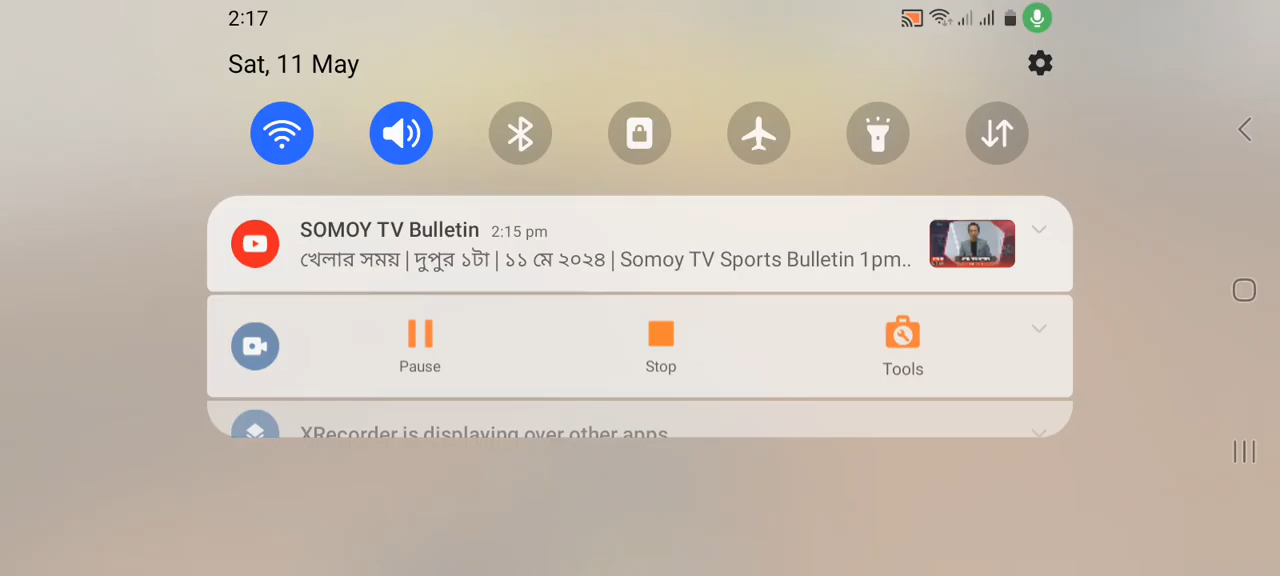 2:17
Sat, 11 May
SOMOY TV Bulletin 2:15 pm
খেলার সময় | দুপুর ১টা | ১১ মে ২০২৪ | Somoy TV Sports Bulletin 1pm..
Pause
Stop
Tools
XRecorder is displaying over other apps